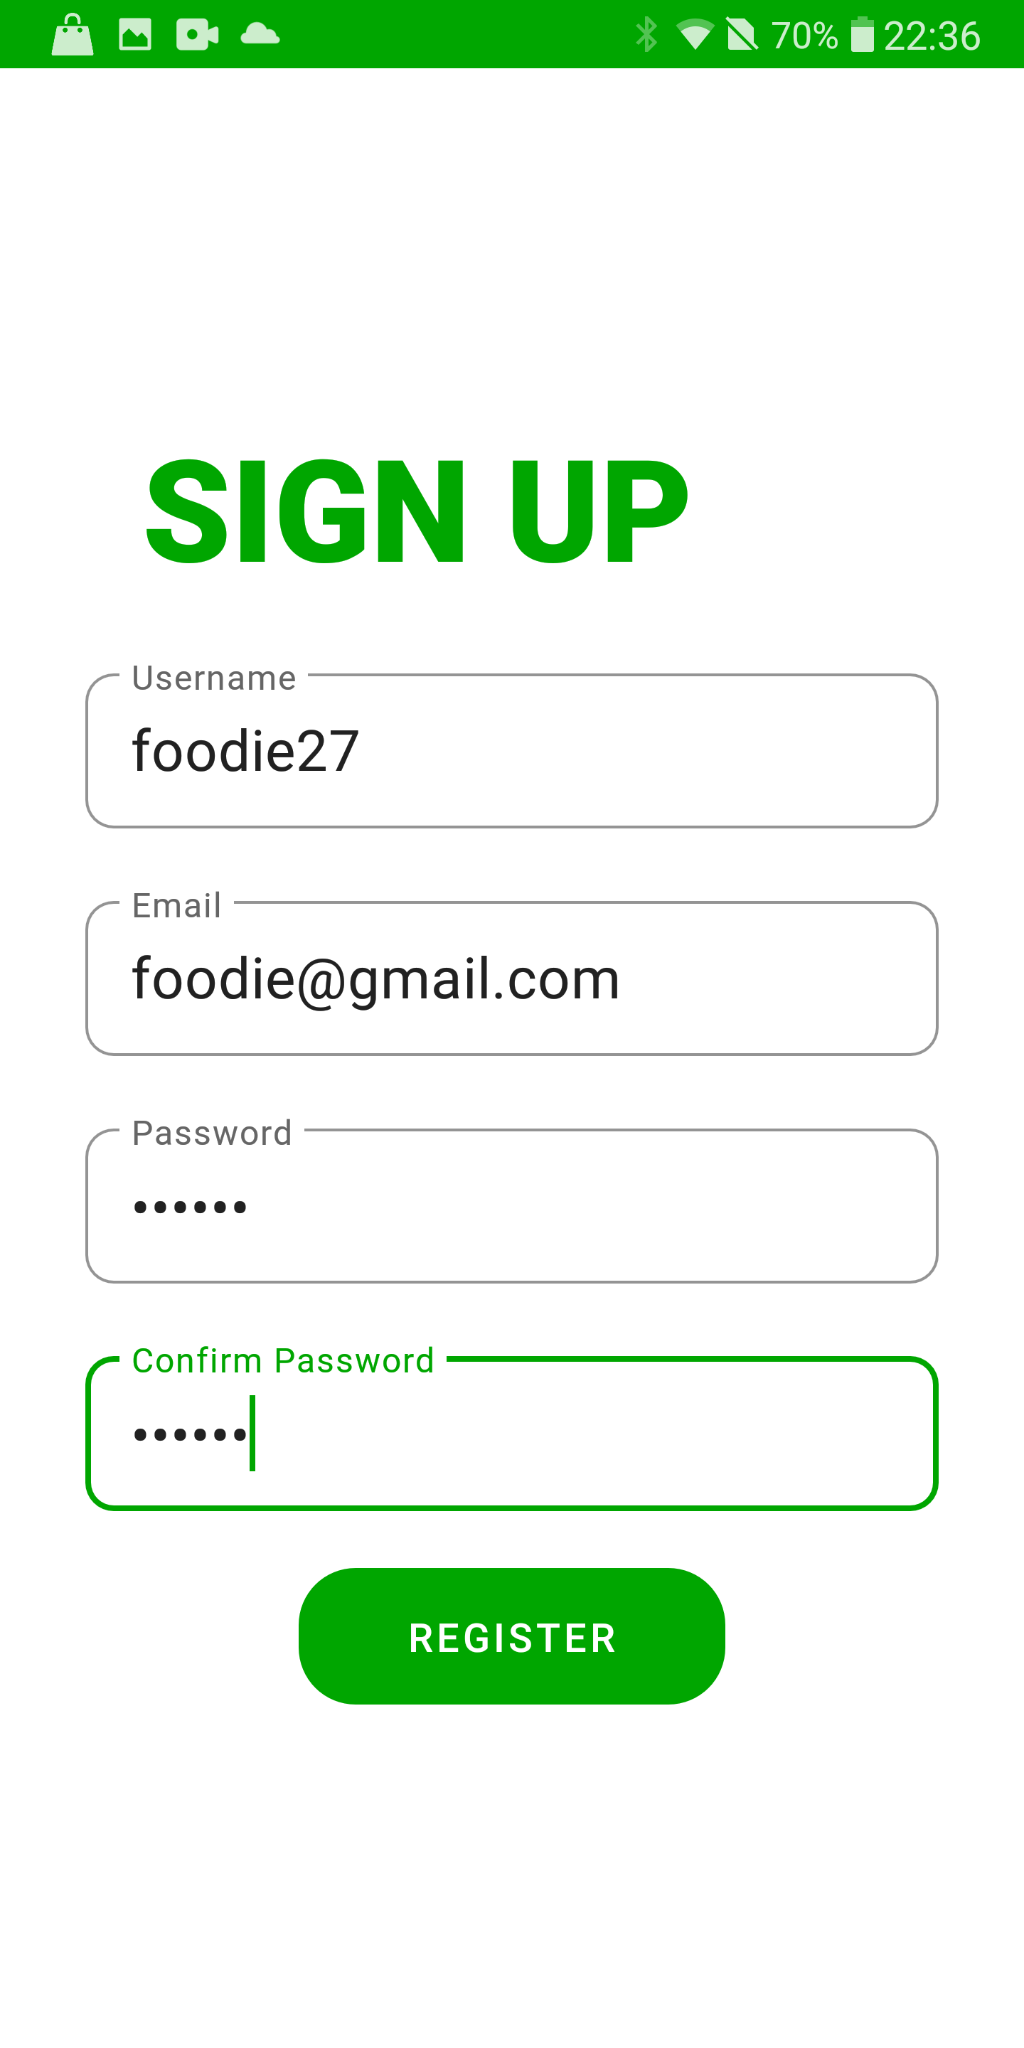 70% 22:36
SIGN UP
Username
foodie27
Email
foodie@gmail.com
Password
••••••
Confirm Password
••••••
REGISTER